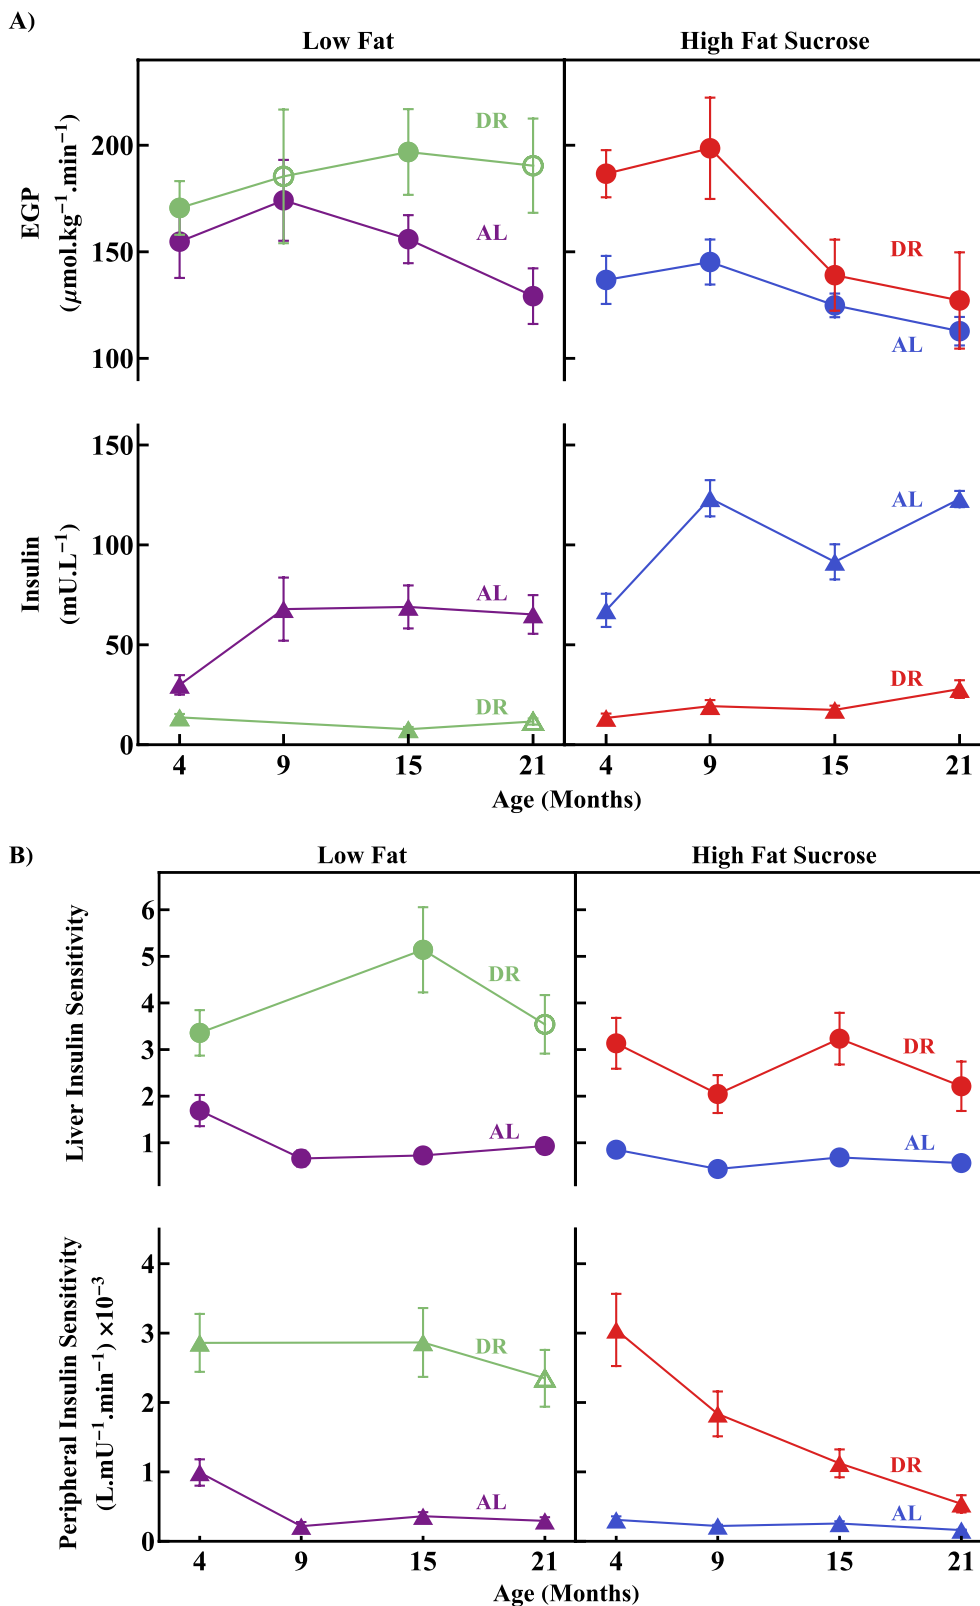 A)
Low Fat
High Fat Sucrose
EGP
(μmol.kg⁻¹.min⁻¹)
200
150
100
DR
AL
DR
AL
Insulin
(mU.L⁻¹)
150
100
50
0
AL
DR
AL
DR
4 9 15 21 4 9 15 21
Age (Months)
B)
Low Fat
High Fat Sucrose
Liver Insulin Sensitivity
6
5
4
3
2
1
DR
AL
DR
AL
Peripheral Insulin Sensitivity
(L.mU⁻¹.min⁻¹) ×10⁻³
4
3
2
1
0
DR
AL
DR
AL
4 9 15 21 4 9 15 21
Age (Months)